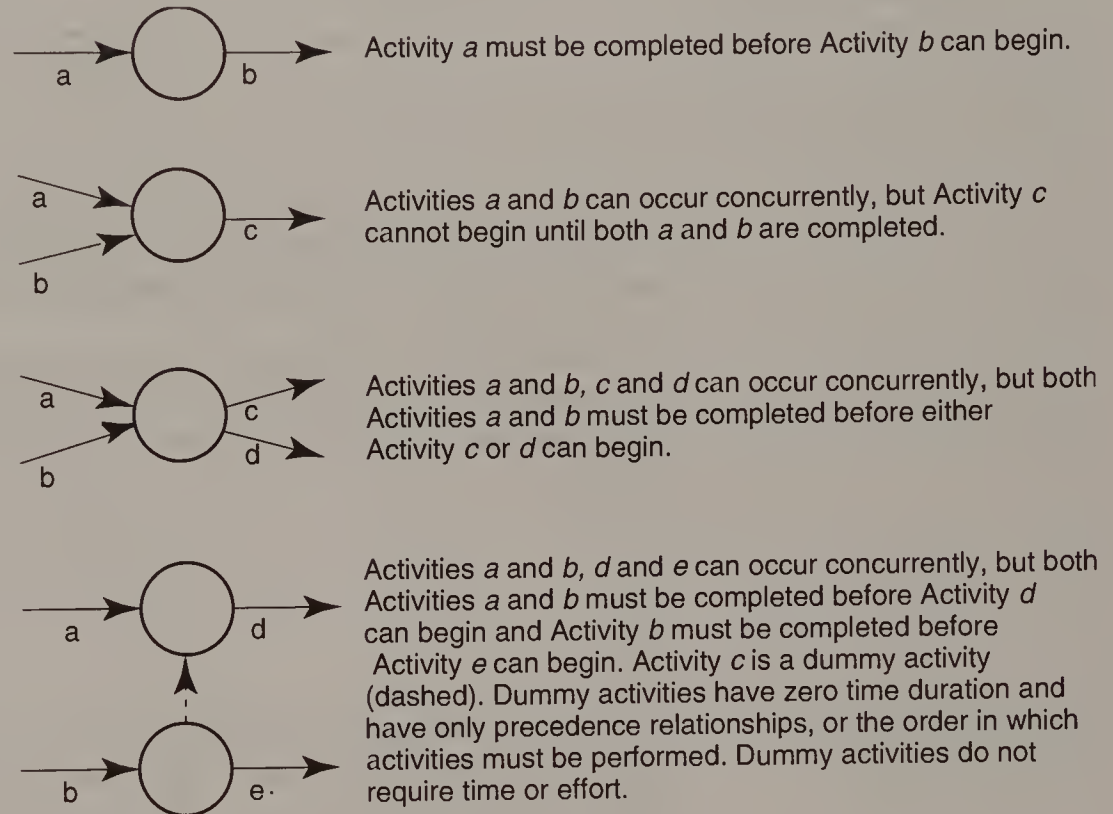 a
b
Activity a must be completed before Activity b can begin.
a
b
c
Activities a and b can occur concurrently, but Activity c
cannot begin until both a and b are completed.
a
b
c
d
Activities a and b, c and d can occur concurrently, but both
Activities a and b must be completed before either
Activity c or d can begin.
a
d
b
e.
Activities a and b, d and e can occur concurrently, but both
Activities a and b must be completed before Activity d
can begin and Activity b must be completed before
Activity e can begin. Activity c is a dummy activity
(dashed). Dummy activities have zero time duration and
have only precedence relationships, or the order in which
activities must be performed. Dummy activities do not
require time or effort.